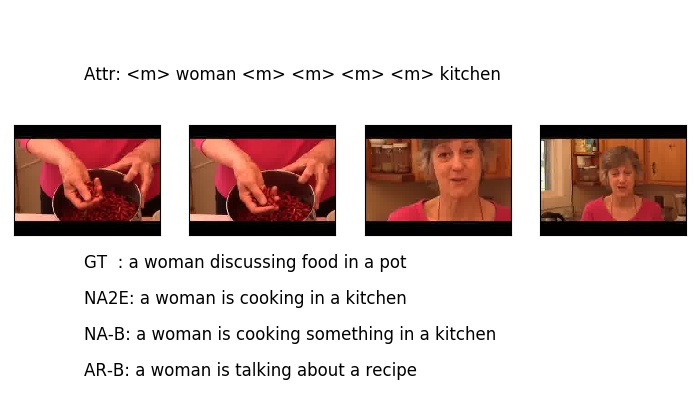 Attr: <m> woman <m> <m> <m> <m> kitchen
GT  : a woman discussing food in a pot
NA2E: a woman is cooking in a kitchen
NA-B: a woman is cooking something in a kitchen
AR-B: a woman is talking about a recipe